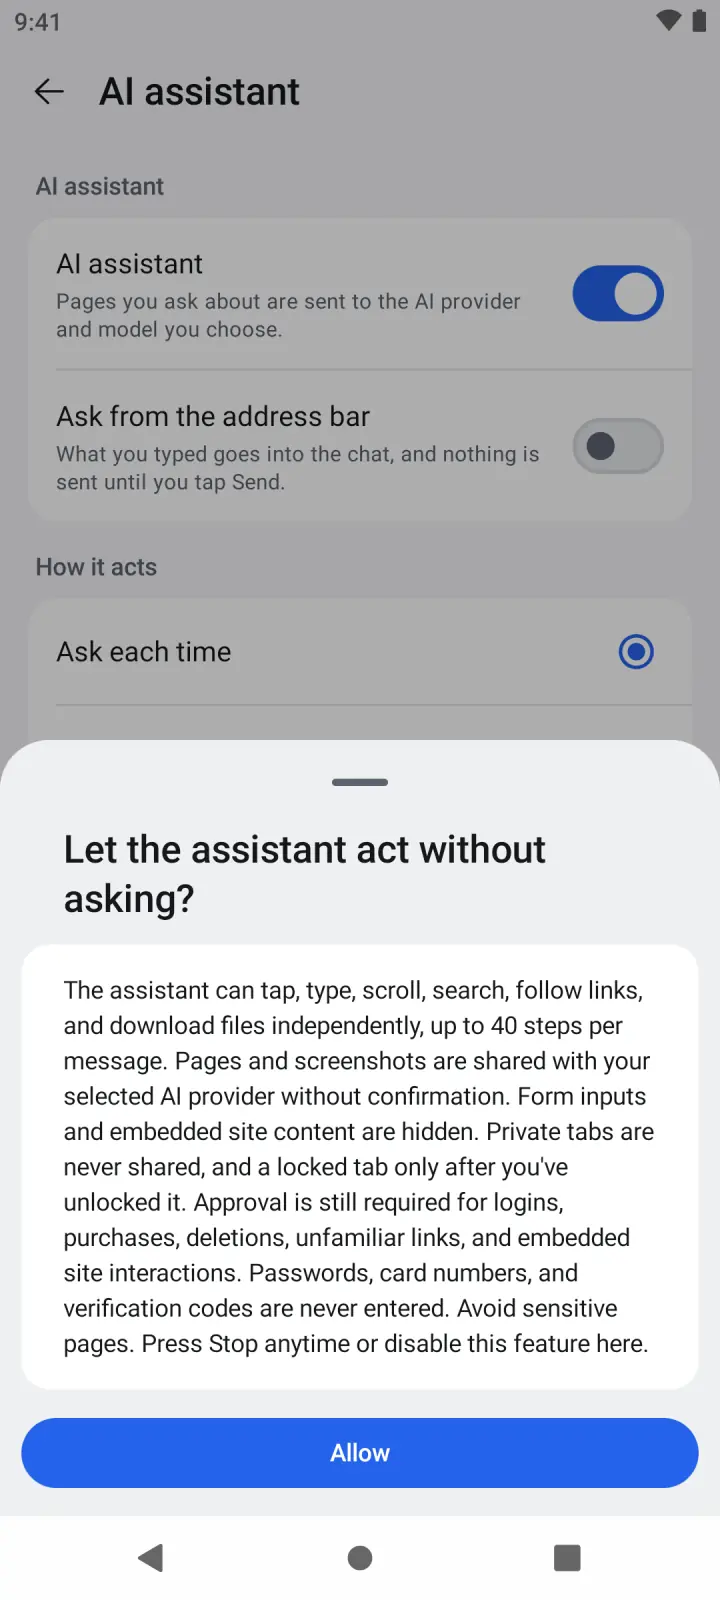 9:41
AI assistant
AI assistant
AI assistant
Pages you ask about are sent to the AI provider
and model you choose.
Ask from the address bar
What you typed goes into the chat, and nothing is
sent until you tap Send.
How it acts
Ask each time
Let the assistant act without
asking?
The assistant can tap, type, scroll, search, follow links,
and download files independently, up to 40 steps per
message. Pages and screenshots are shared with your
selected AI provider without confirmation. Form inputs
and embedded site content are hidden. Private tabs are
never shared, and a locked tab only after you've
unlocked it. Approval is still required for logins,
purchases, deletions, unfamiliar links, and embedded
site interactions. Passwords, card numbers, and
verification codes are never entered. Avoid sensitive
pages. Press Stop anytime or disable this feature here.
Allow